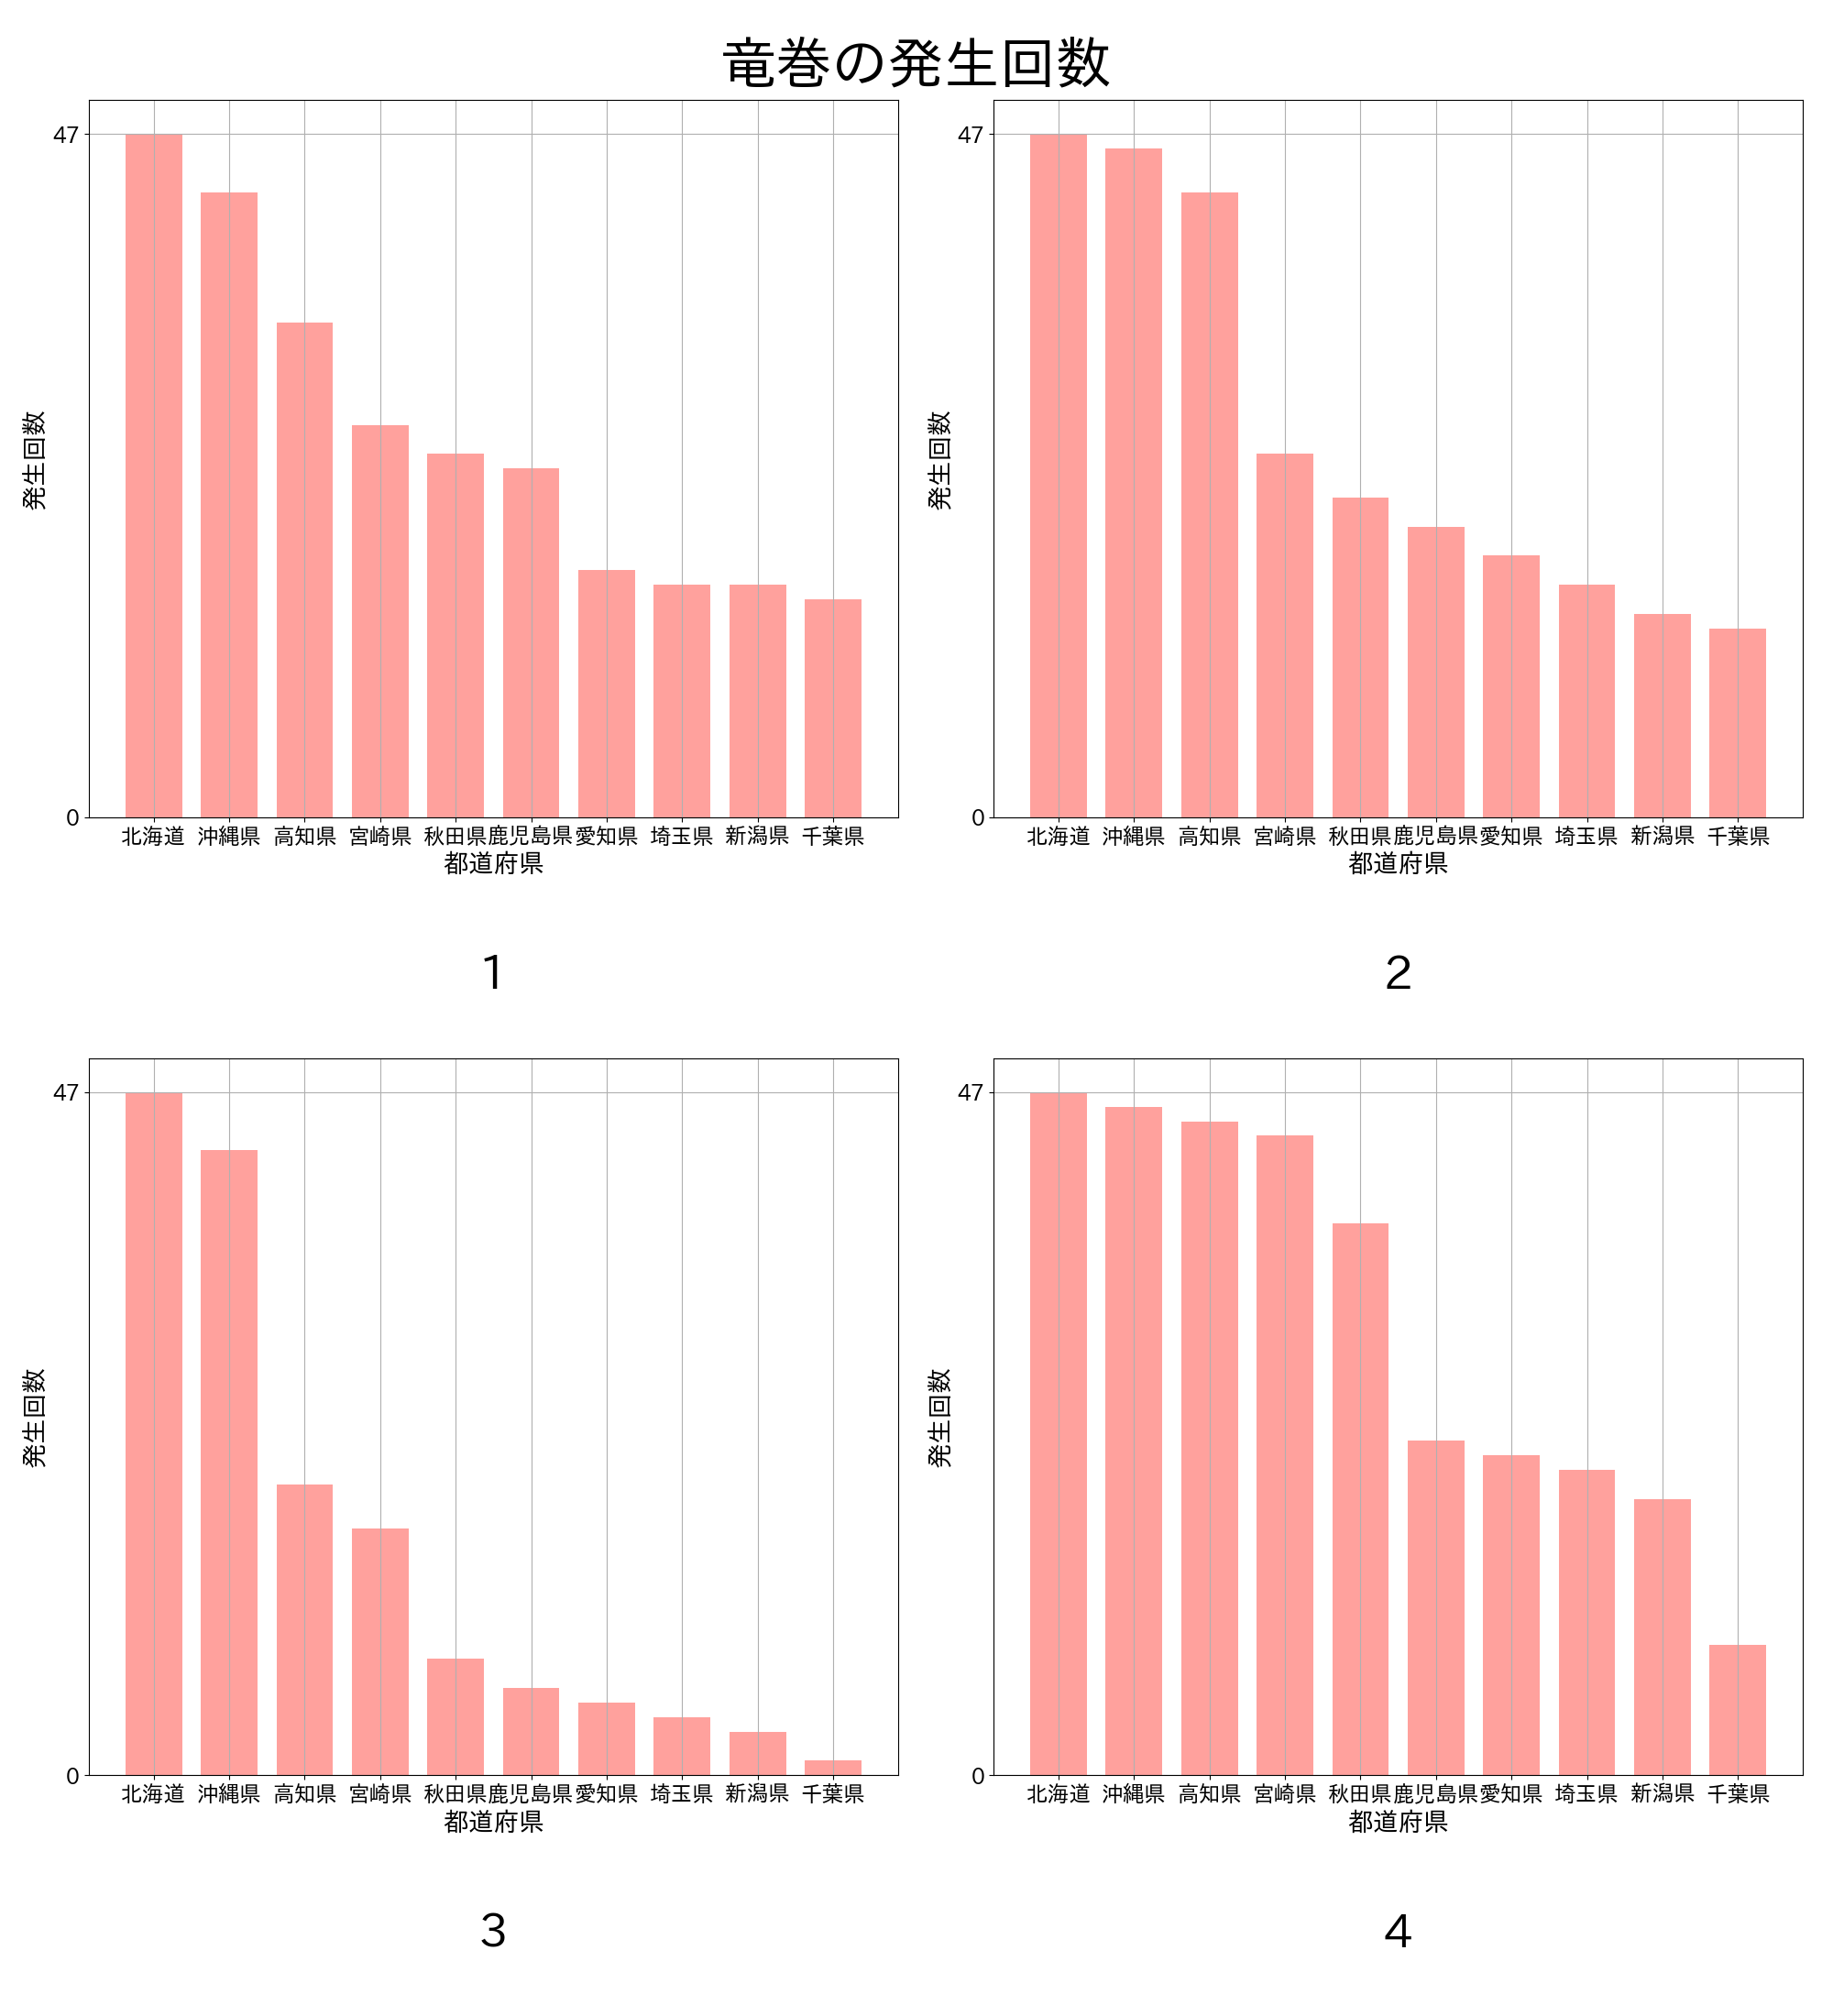 竜巻の発生回数
47
0
発生回数
北海道 沖縄県 高知県 宮崎県 秋田県 鹿児島県 愛知県 埼玉県 新潟県 千葉県
都道府県
1
47
0
発生回数
北海道 沖縄県 高知県 宮崎県 秋田県 鹿児島県 愛知県 埼玉県 新潟県 千葉県
都道府県
2
47
0
発生回数
北海道 沖縄県 高知県 宮崎県 秋田県 鹿児島県 愛知県 埼玉県 新潟県 千葉県
都道府県
3
47
0
発生回数
北海道 沖縄県 高知県 宮崎県 秋田県 鹿児島県 愛知県 埼玉県 新潟県 千葉県
都道府県
4